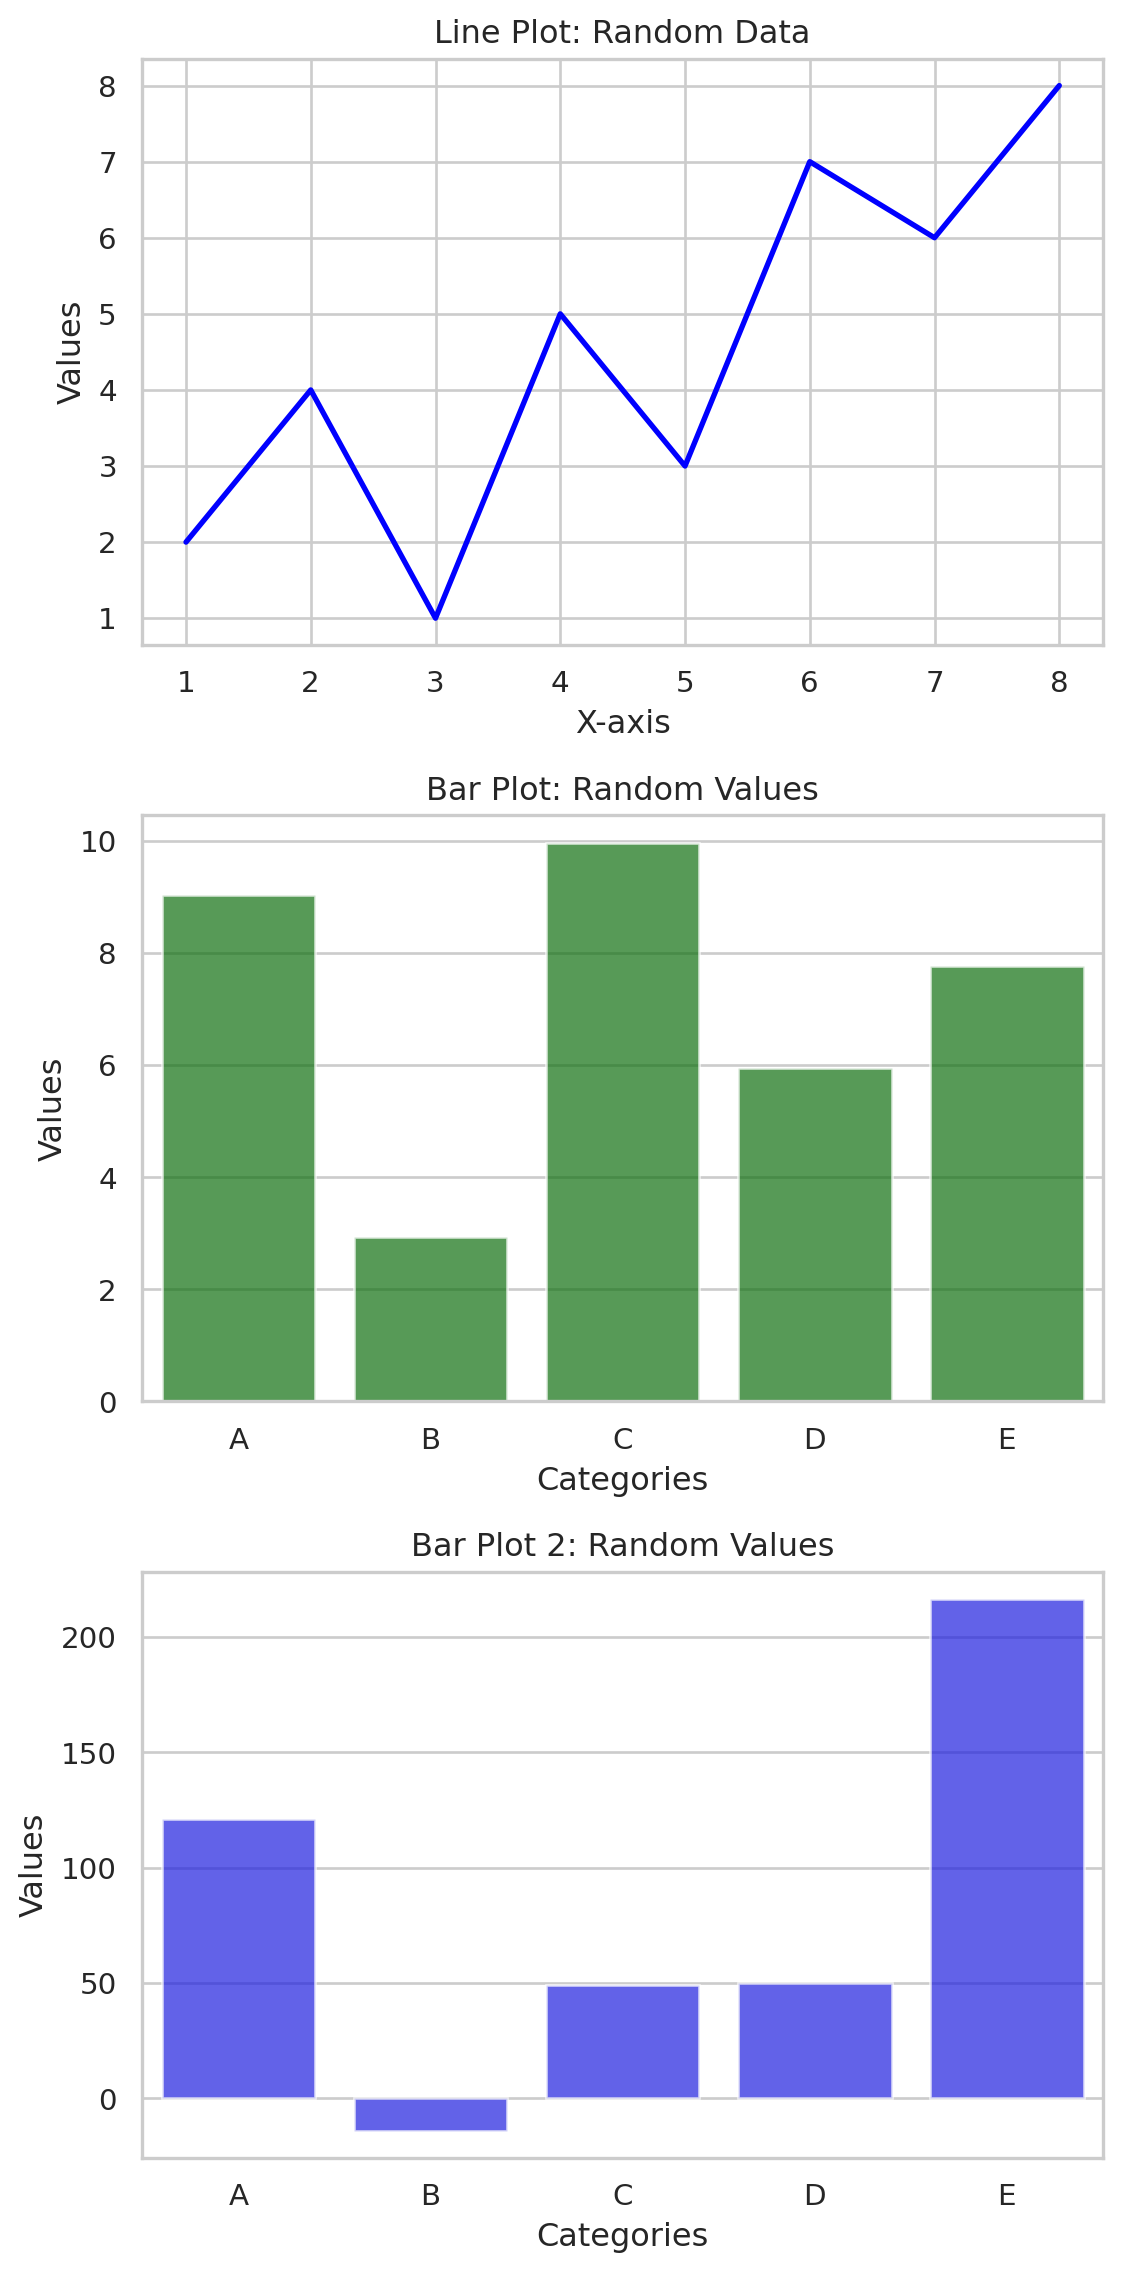 Line Plot: Random Data
8
7
6
5
4
3
2
1
Values
1 2 3 4 5 6 7 8
X-axis
Bar Plot: Random Values
10
8
6
4
2
0
Values
A B C D E
Categories
Bar Plot 2: Random Values
200
150
100
50
0
Values
A B C D E
Categories